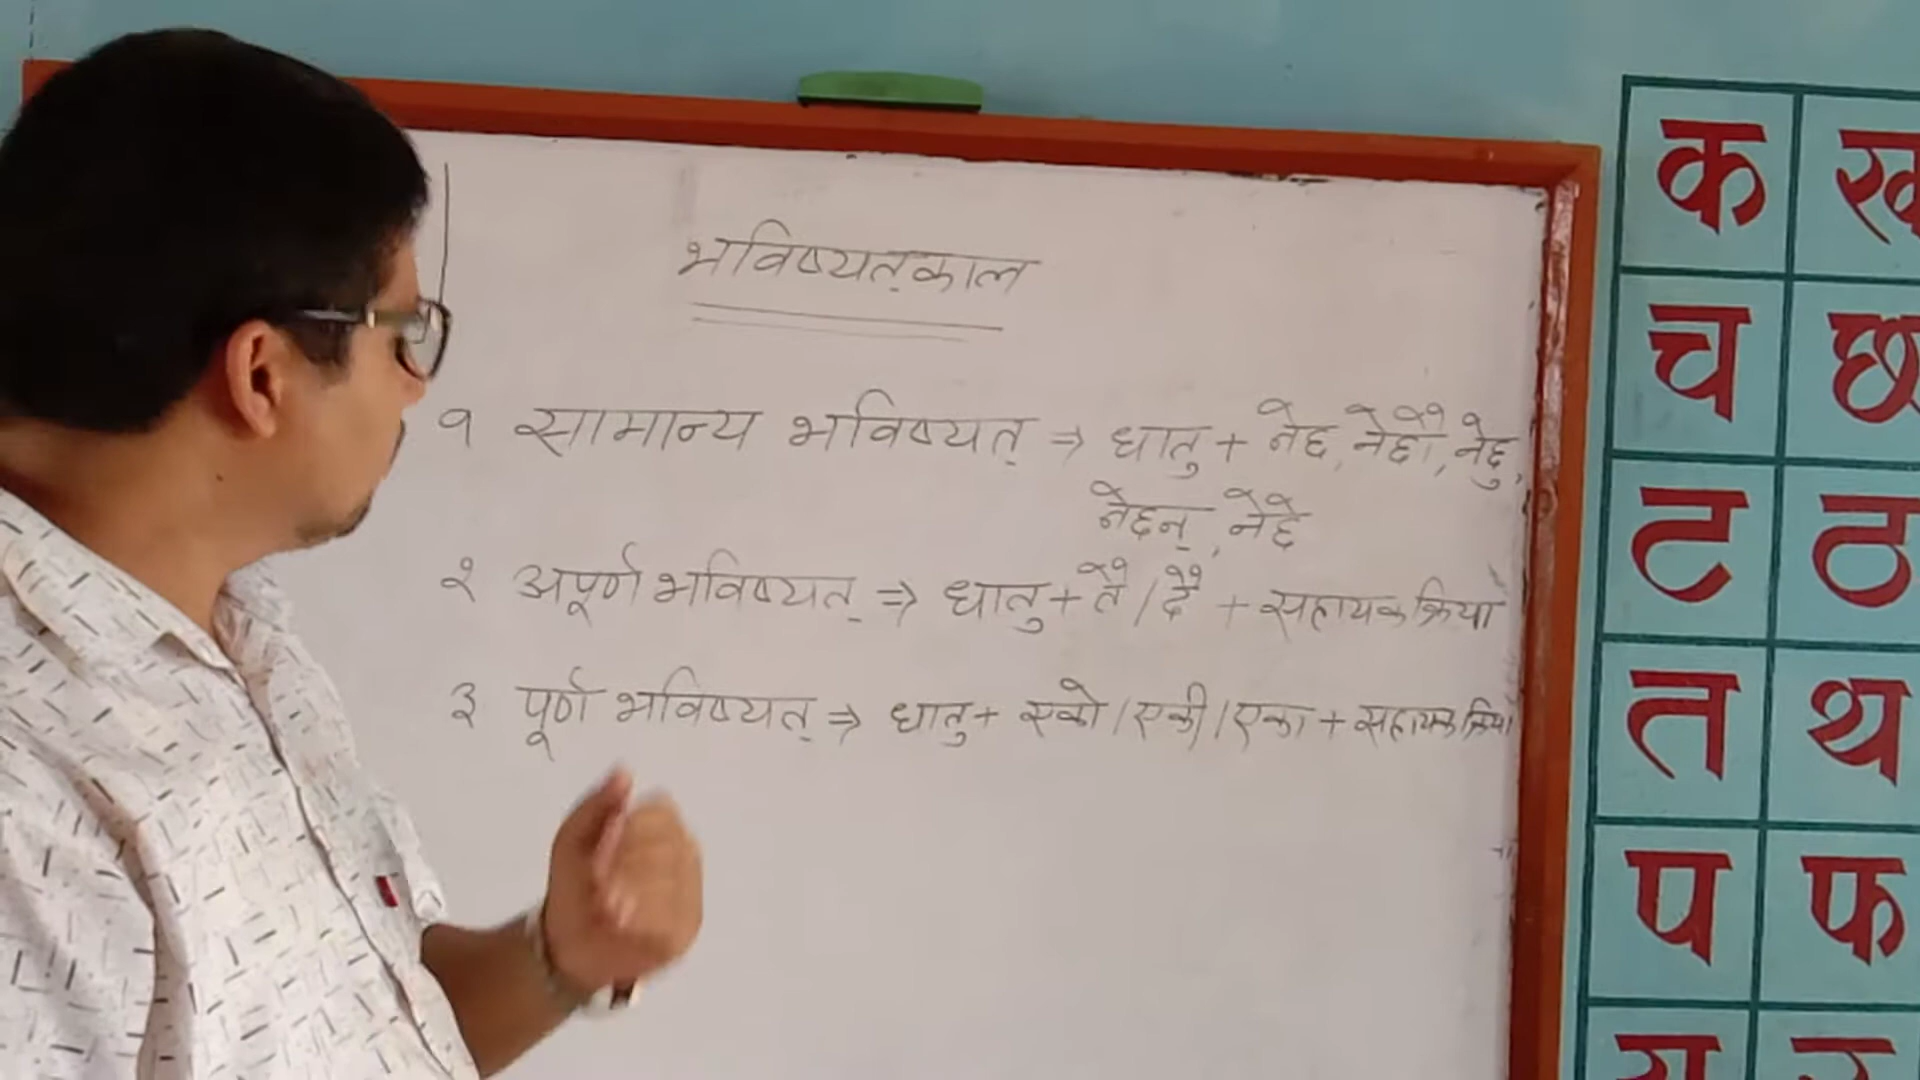 भविष्यत्काल
१ सामान्य भविष्यत् ⇒ धातु + नेछ, नेछौँ, नेछु,
नेछन्, नेछे
२ अपूर्ण भविष्यत् ⇒ धातु + तै / दै + सहायक क्रिया
३ पूर्ण भविष्यत् ⇒ धातु + एको / एकी / एका + सहायक क्रिया
क ख
च छ
ट ठ
त थ
प फ